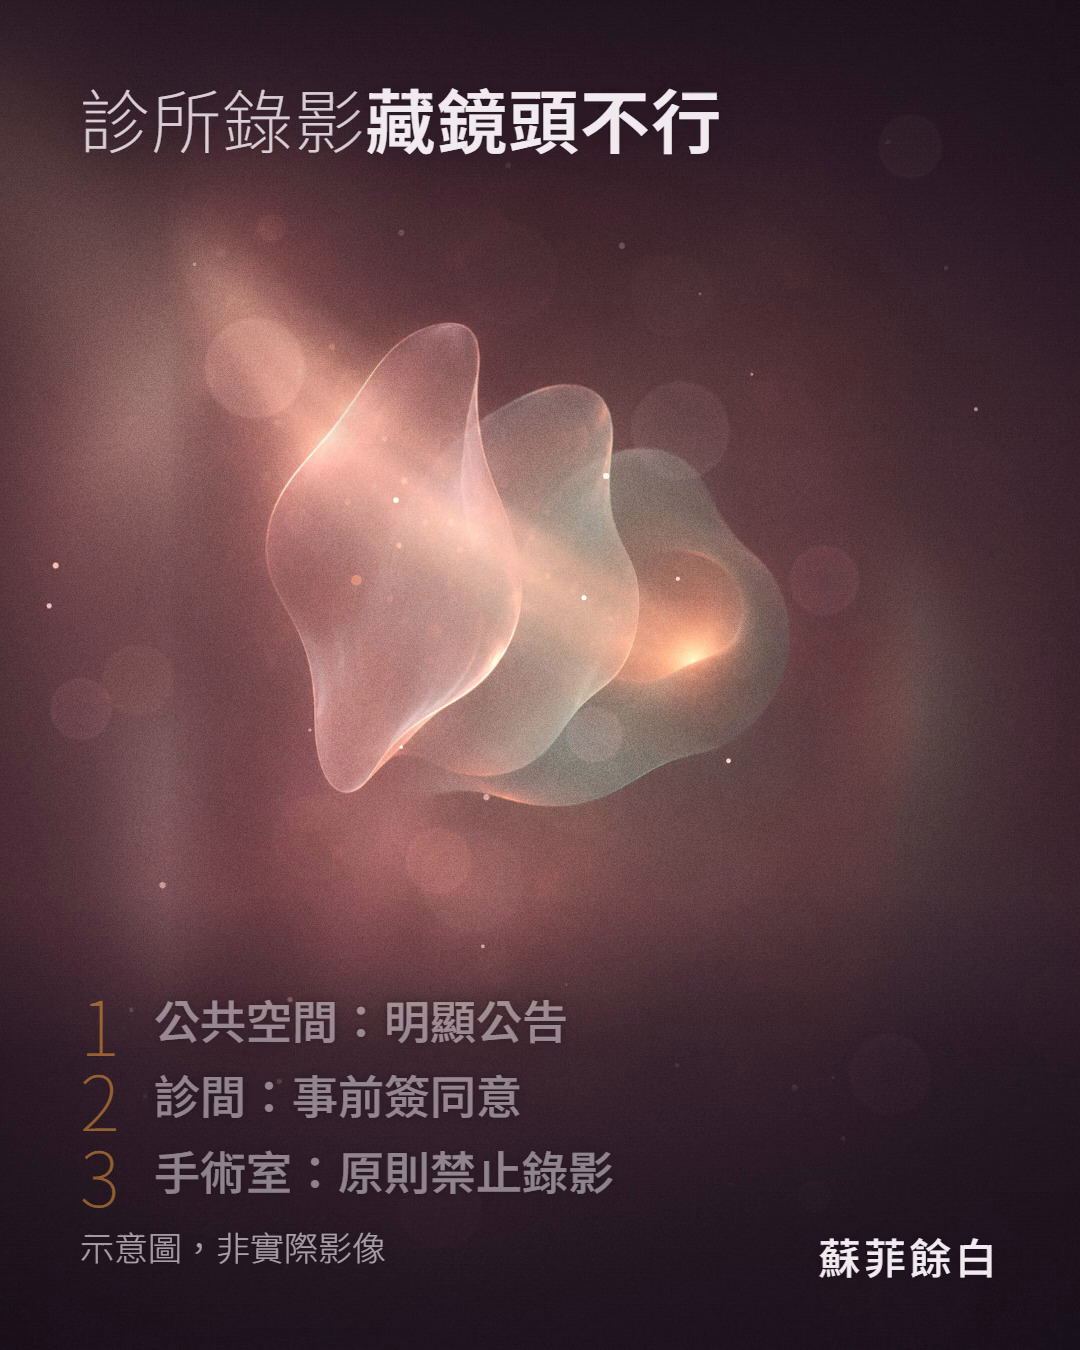 診所錄影藏鏡頭不行
1 公共空間：明顯公告
2 診間：事前簽同意
3 手術室：原則禁止錄影
示意圖，非實際影像
蘇菲餘白